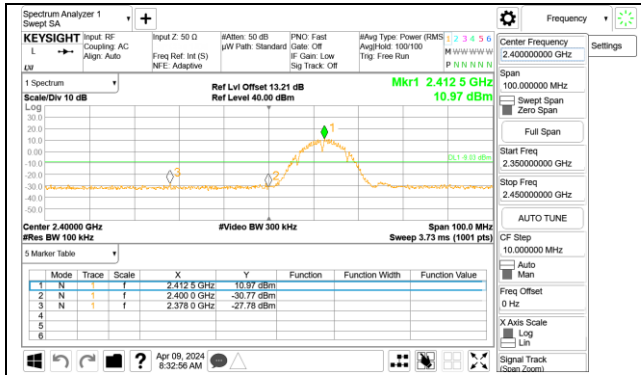 Spectrum Analyzer 1
Swept SA
+
Frequency
Settings
KEYSIGHT Input: RF Input Z: 50 Ω #Atten: 50 dB PNO: Fast #Avg Type: Power (RMS 1 2 3 4 5 6
L Coupling: AC µW Path: Standard Gate: Off Avg|Hold: 100/100 M W W W W W
Align: Auto Freq Ref: Int (S) IF Gain: Low Trig: Free Run
NFE: Adaptive Sig Track: Off P N N N N N
LXI
1 Spectrum
Ref Lvl Offset 13.21 dB
Mkr1 2.412 5 GHz
Scale/Div 10 dB
Ref Level 40.00 dBm
10.97 dBm
Log
30.0
20.0
10.0
0.00
-10.0
-20.0
-30.0
-40.0
-50.0
1
2
3
Center 2.40000 GHz #Video BW 300 kHz Span 100.0 MHz
#Res BW 100 kHz Sweep 3.73 ms (1001 pts)
5 Marker Table
Mode Trace Scale X Y Function Function Width Function Value
1 N 1 f 2.412 5 GHz 10.97 dBm
2 N 1 f 2.400 0 GHz -30.77 dBm
3 N 1 f 2.378 0 GHz -27.78 dBm
4
5
6
? Apr 09, 2024
8:32:56 AM
Center Frequency
2.400000000 GHz
Span
100.000000 MHz
Swept Span
Zero Span
Full Span
Start Freq
2.350000000 GHz
Stop Freq
2.450000000 GHz
AUTO TUNE
CF Step
10.000000 MHz
Auto
Man
Freq Offset
0 Hz
X Axis Scale
Log
Lin
Signal Track
(Span Zoom)